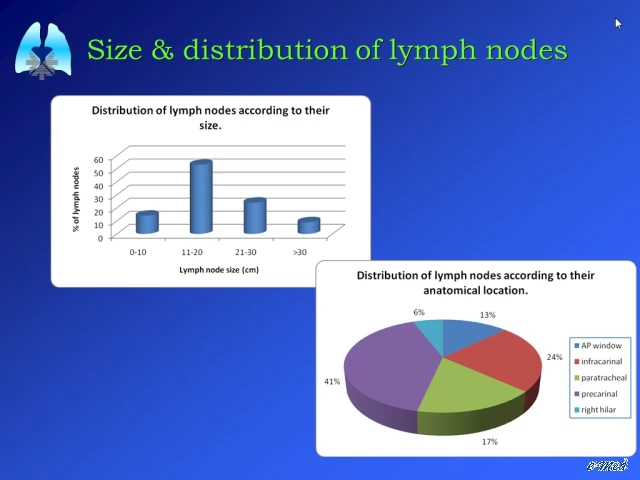 Size & distribution of lymph nodes
Distribution of lymph nodes according to their
size.
% of lymph nodes
60
50
40
30
20
10
0
0-10 11-20 21-30 >30
Lymph node size (cm)
Distribution of lymph nodes according to their
anatomical location.
6%
13%
24%
41%
17%
AP window
infracarinal
paratracheal
precarinal
right hilar